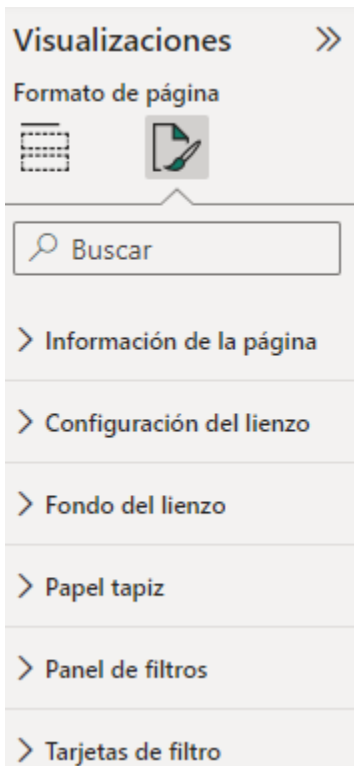 Visualizaciones
Formato de página
Buscar
Información de la página
Configuración del lienzo
Fondo del lienzo
Papel tapiz
Panel de filtros
Tarjetas de filtro